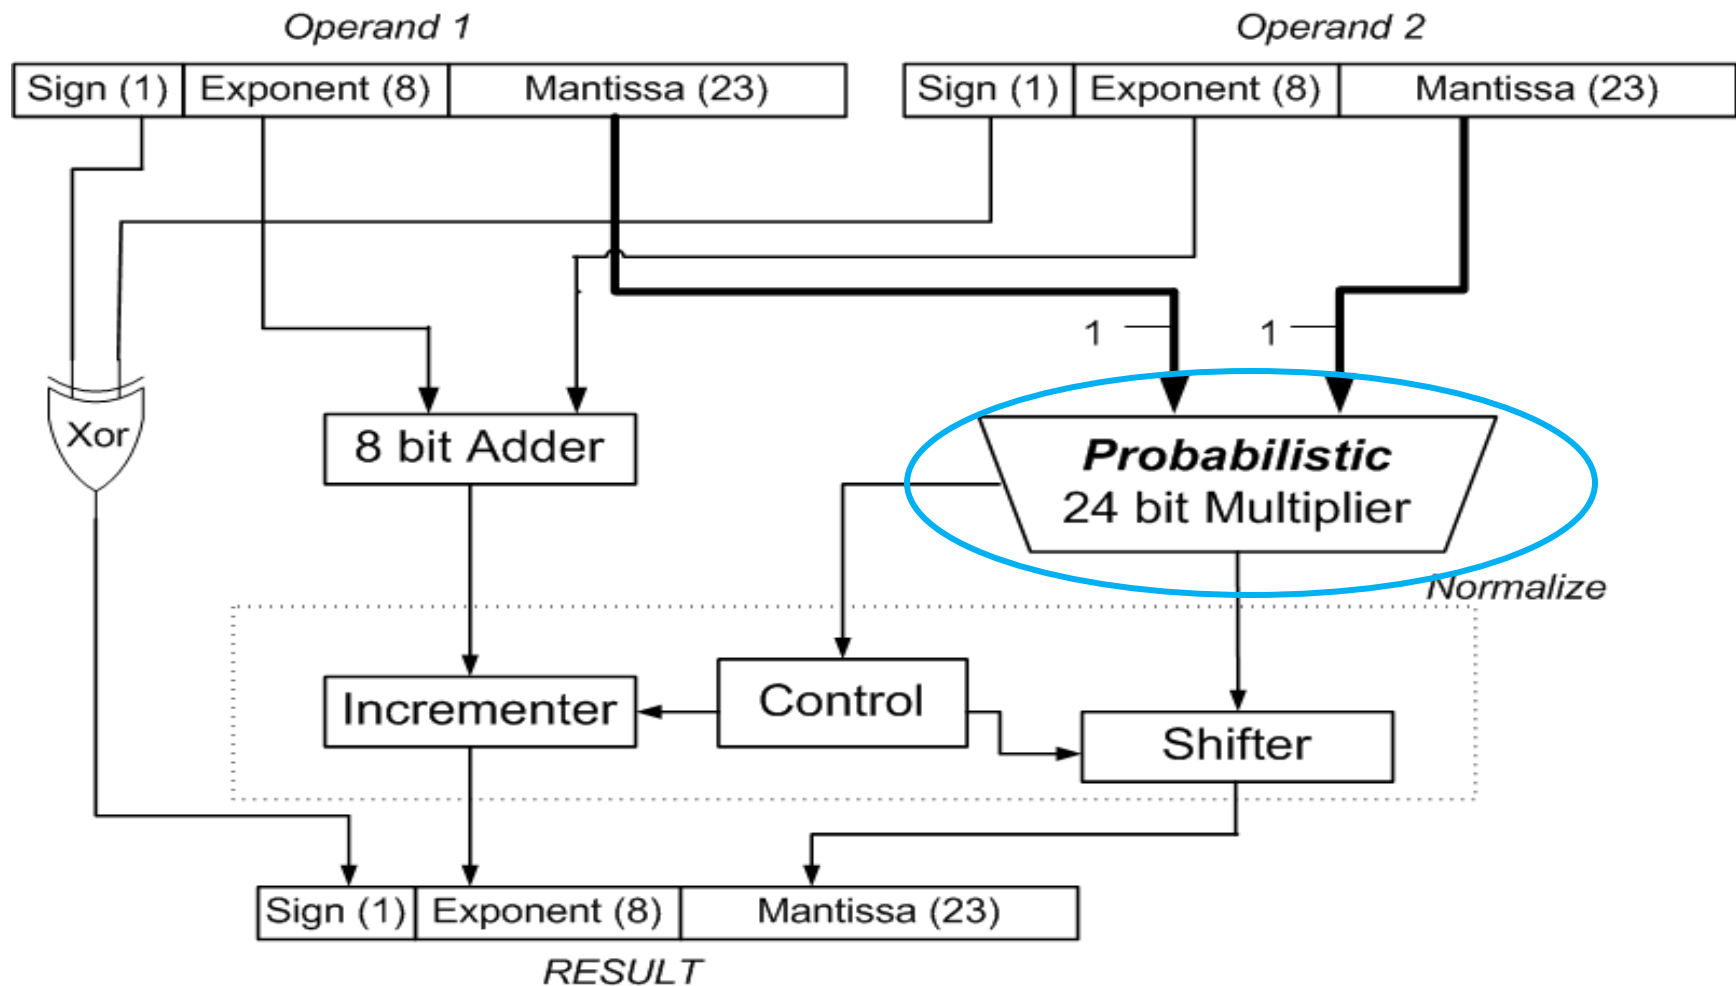 Operand 1
Operand 2
Sign (1) Exponent (8) Mantissa (23)
Sign (1) Exponent (8) Mantissa (23)
1
1
Xor
8 bit Adder
Probabilistic
24 bit Multiplier
Normalize
Incrementer
Control
Shifter
Sign (1) Exponent (8) Mantissa (23)
RESULT